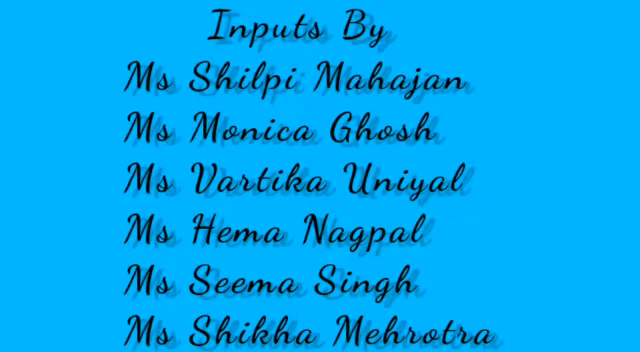 Inputs By
Ms Shilpi Mahajan
Ms Monica Ghosh
Ms Vartika Uniyal
Ms Hema Nagpal
Ms Seema Singh
Ms Shikha Mehrotra